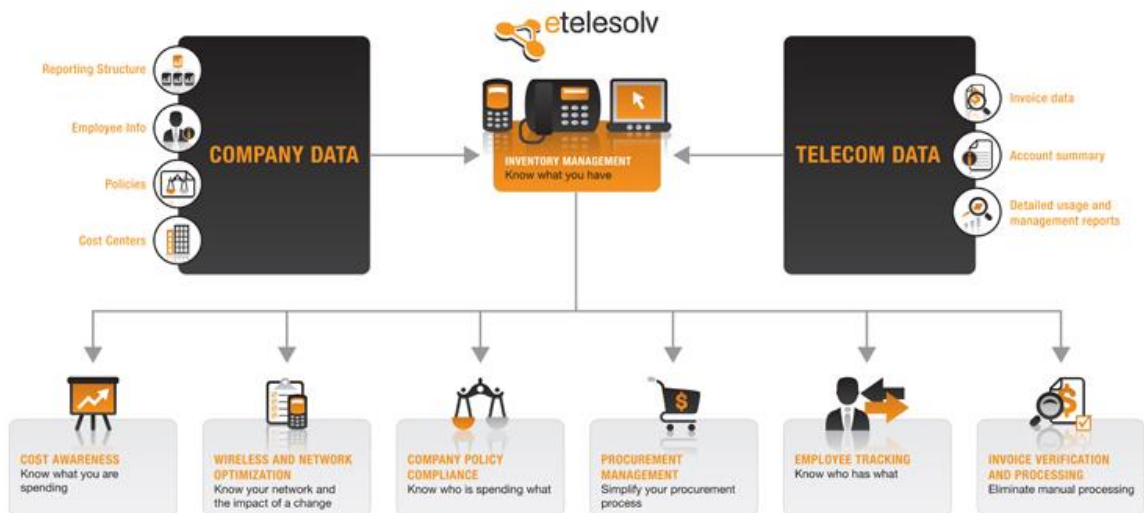 etelesolv
Reporting Structure
Employee Info
Policies
Cost Centers
COMPANY DATA
INVENTORY MANAGEMENT
Know what you have
TELECOM DATA
Invoice data
Account summary
Detailed usage and
management reports
COST AWARENESS
Know what you are
spending
WIRELESS AND NETWORK
OPTIMIZATION
Know your network and
the impact of a change
COMPANY POLICY
COMPLIANCE
Know who is spending what
PROCUREMENT
MANAGEMENT
Simplify your procurement
process
EMPLOYEE TRACKING
Know who has what
INVOICE VERIFICATION
AND PROCESSING
Eliminate manual processing